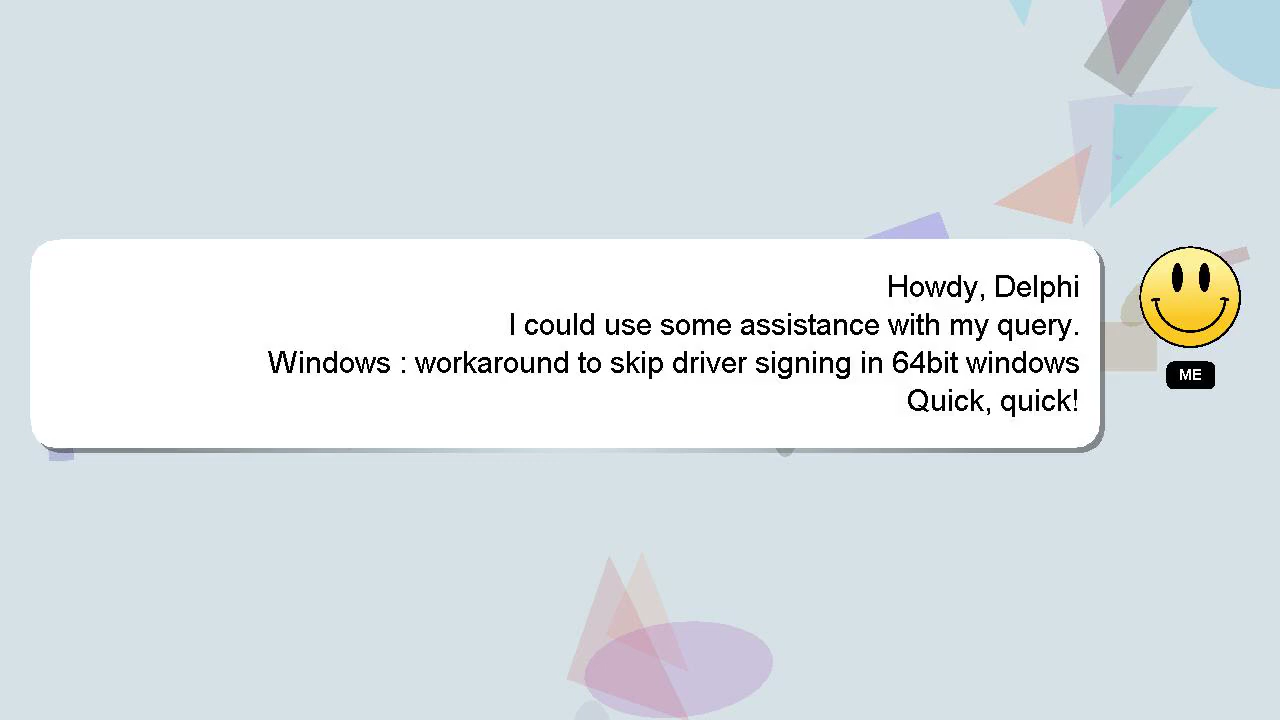 Howdy, Delphi
I could use some assistance with my query.
Windows : workaround to skip driver signing in 64bit windows
Quick, quick!
ME